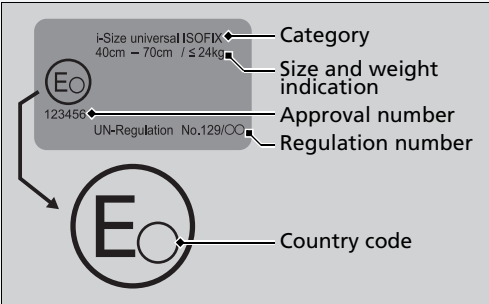 i-Size universal ISOFIX
40cm – 70cm / ≤ 24kg
E
123456
UN-Regulation No.129/○○
Category
Size and weight
indication
Approval number
Regulation number
E
Country code